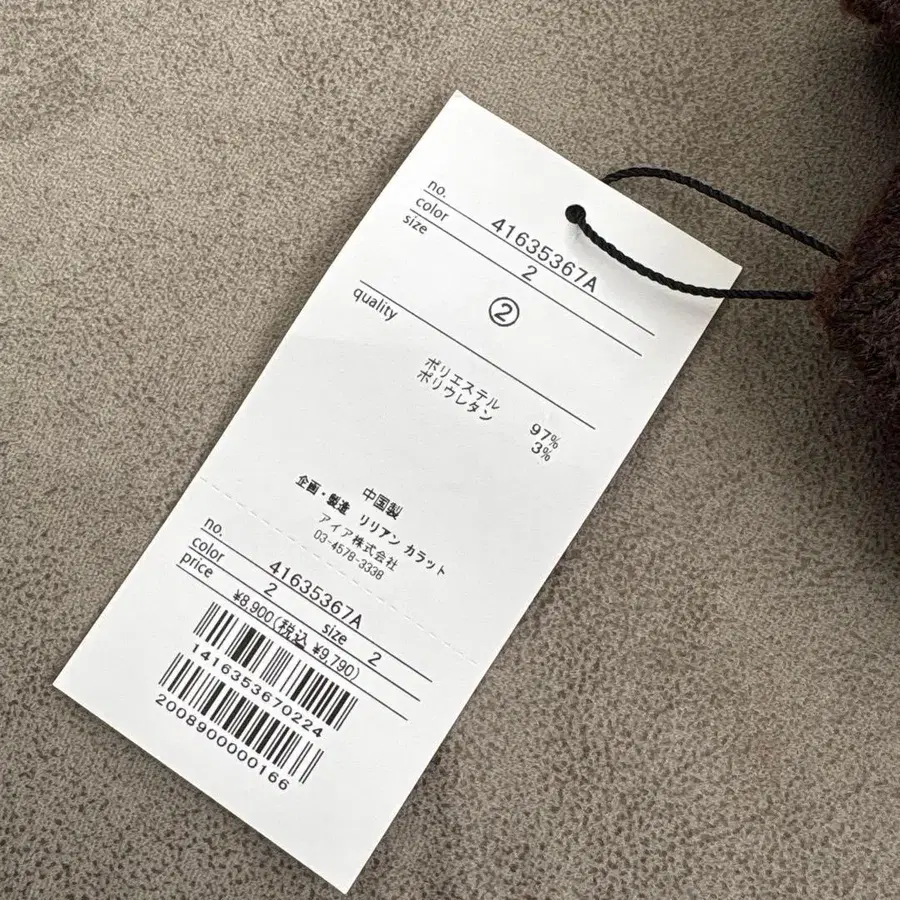 no. 41635367A
color 2
size ②
quality
ポリエステル 97%
ポリウレタン 3%
中国製
企画・製造 リリアン カラット
アイア株式会社
03-4578-3338
no. 41635367A
color 2 size 2
price ¥8,900(税込 ¥9,790)
1416353670224
2008900000166